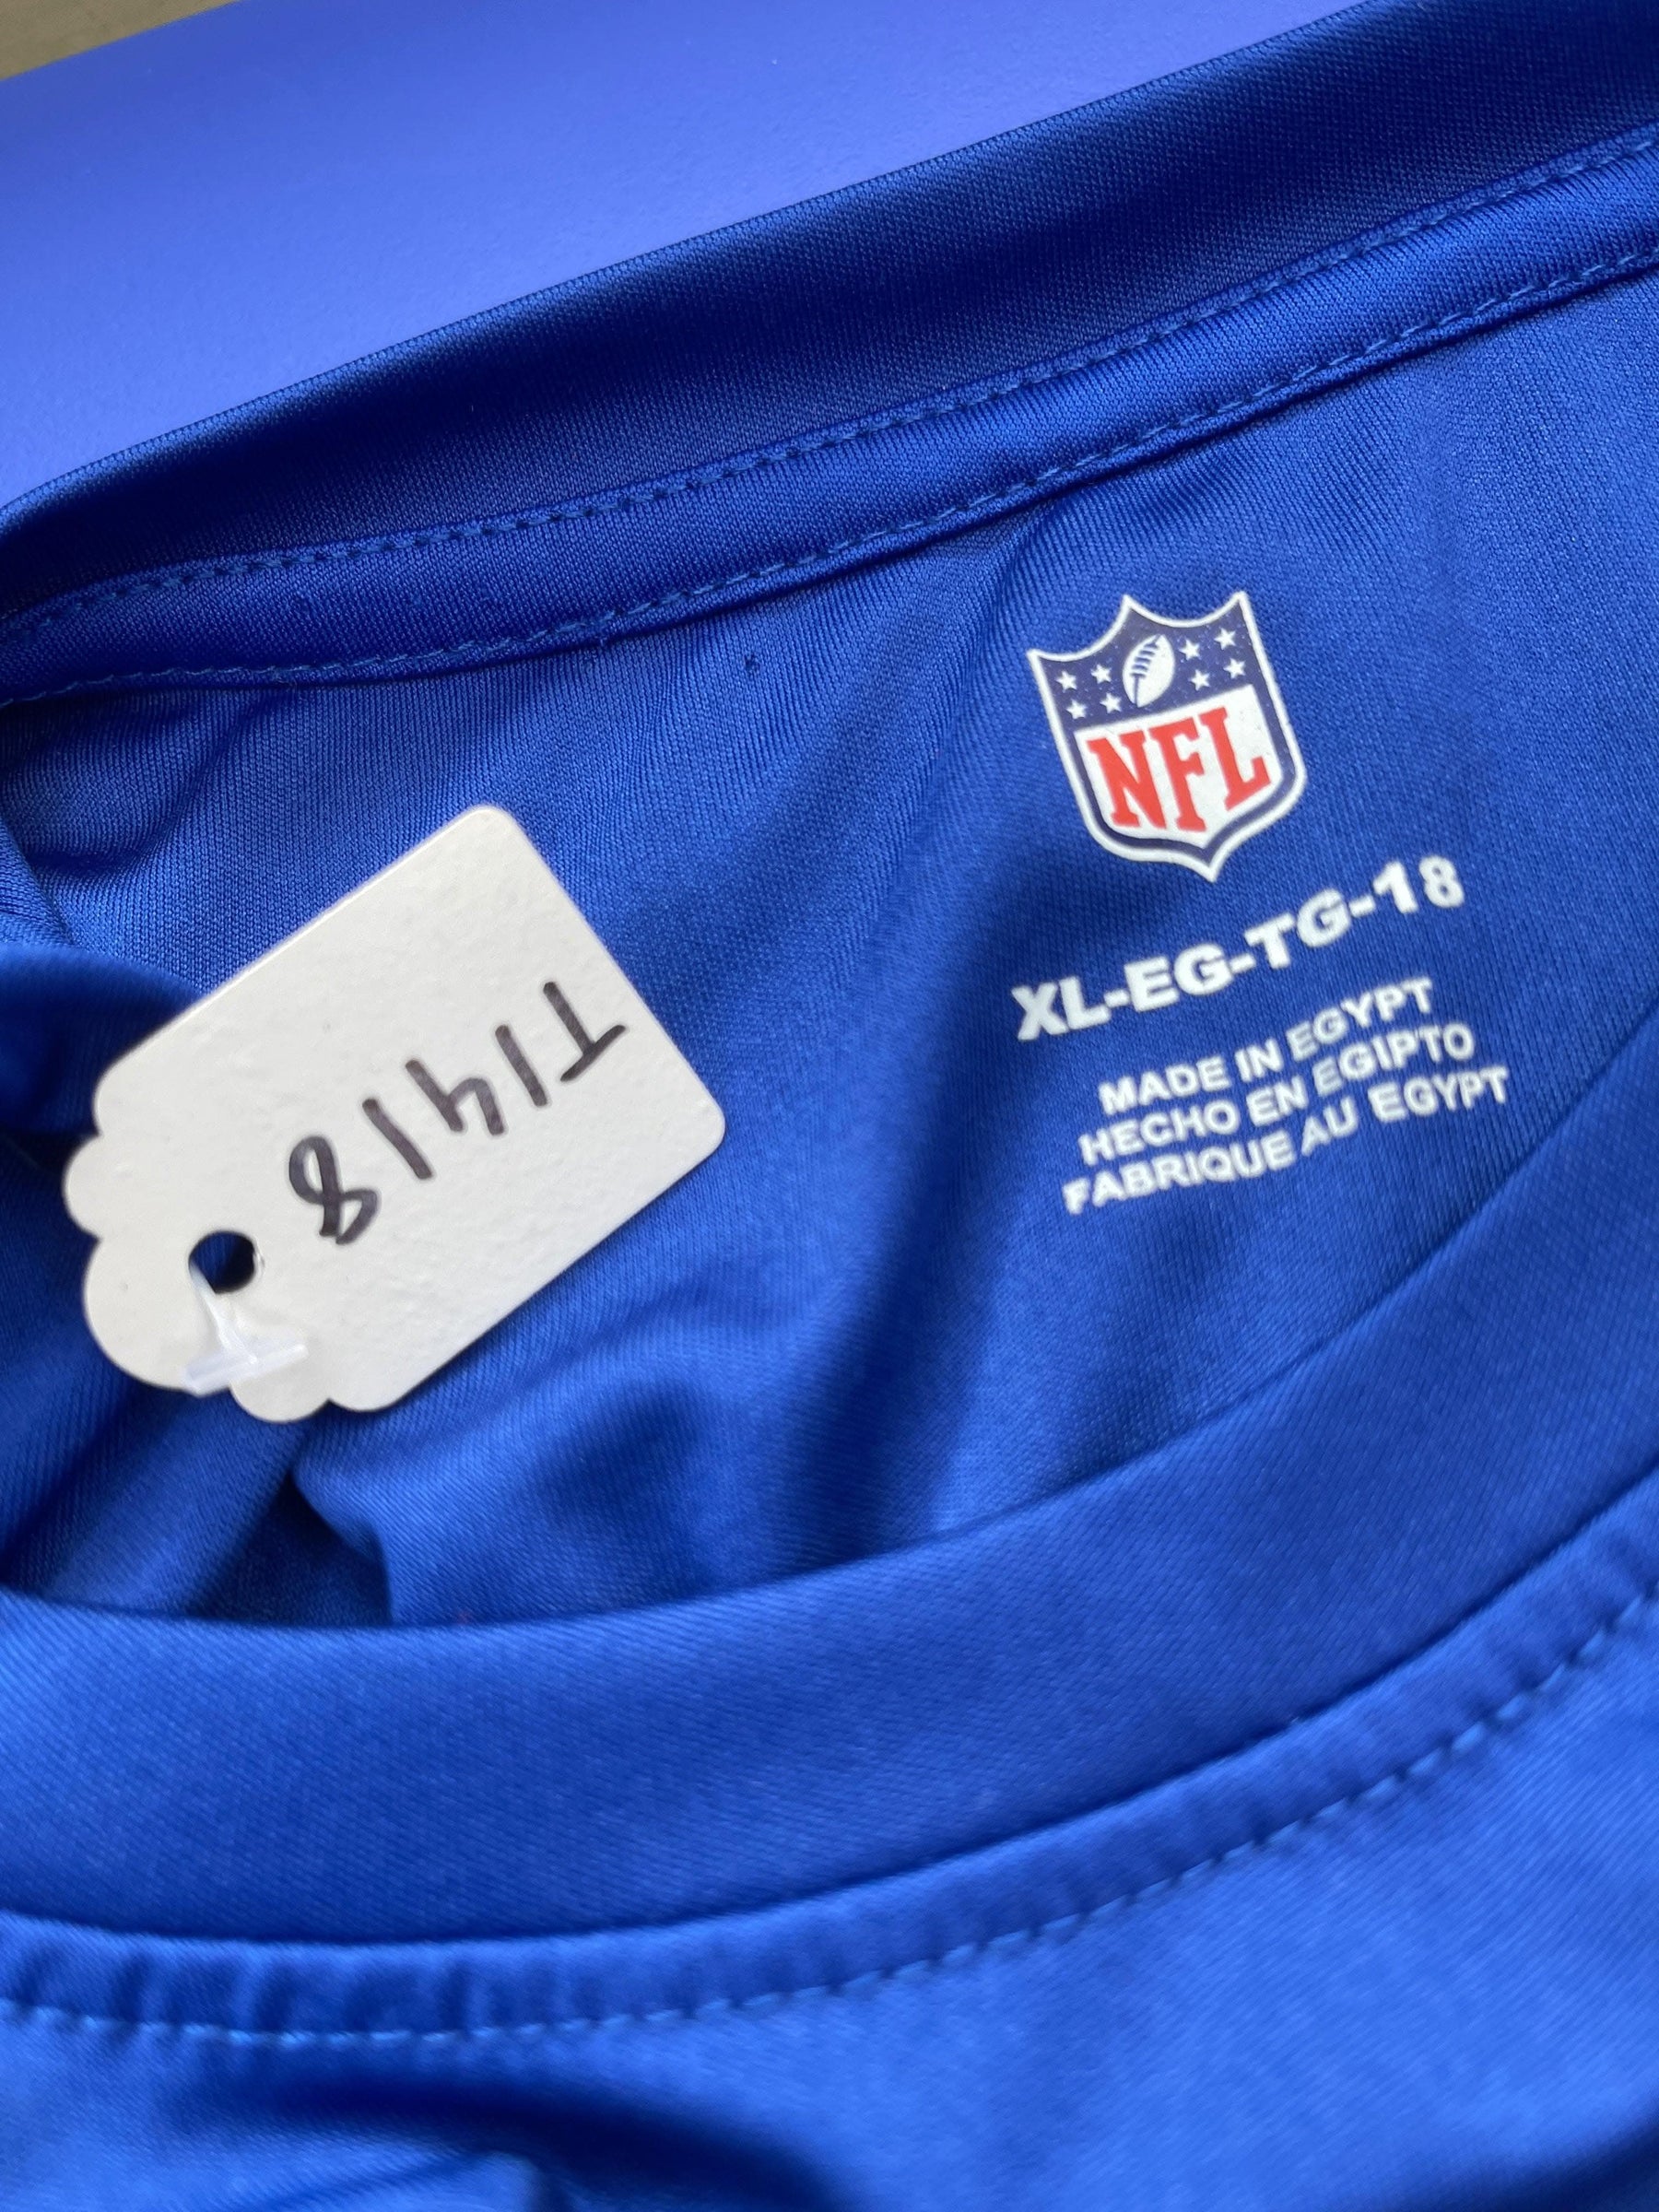 NFL
XL-EG-TG-18
MADE IN EGYPT
HECHO EN EGIPTO
FABRIQUE AU EGYPT
T1418